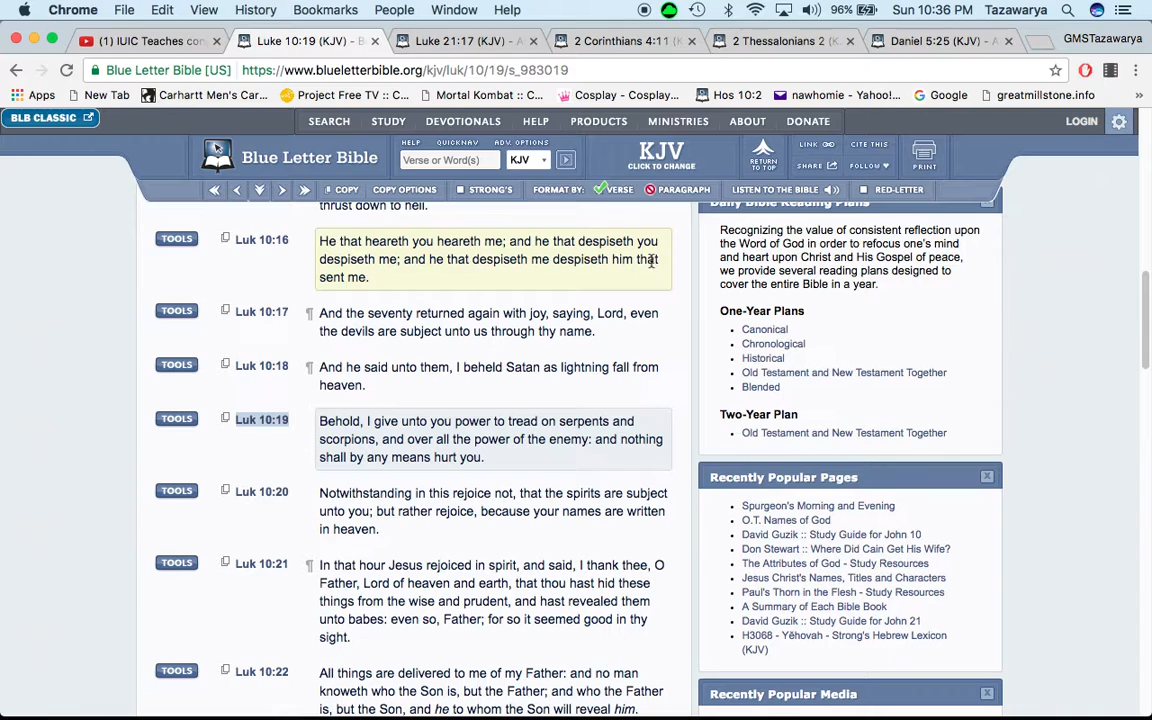 Chrome File Edit View History Bookmarks People Window Help 96% Sun 10:36 PM Tazawarya
(1) IUIC Teaches con Luke 10:19 (KJV) - B Luke 21:17 (KJV) - A 2 Corinthians 4:11 ( 2 Thessalonians 2 (K Daniel 5:25 (KJV) - A GMSTazawarya
Blue Letter Bible [US] https://www.blueletterbible.org/kjv/luk/10/19/s_983019
Apps New Tab Carhartt Men's Car... Project Free TV :: C... Mortal Kombat :: C... Cosplay - Cosplay,... Hos 10:2 nawhomie - Yahoo!... Google greatmillstone.info »
BLB CLASSIC SEARCH STUDY DEVOTIONALS HELP PRODUCTS MINISTRIES ABOUT DONATE LOGIN
HELP QUICKNAV ADV. OPTIONS
Blue Letter Bible Verse or Word(s) KJV
KJV
CLICK TO CHANGE
RETURN
TO TOP
LINK CITE THIS
SHARE FOLLOW
PRINT
COPY COPY OPTIONS STRONG'S FORMAT BY: VERSE PARAGRAPH LISTEN TO THE BIBLE RED-LETTER
thrust down to hell.
TOOLS Luk 10:16 He that heareth you heareth me; and he that despiseth you
despiseth me; and he that despiseth me despiseth him that
sent me.
TOOLS Luk 10:17 ¶ And the seventy returned again with joy, saying, Lord, even
the devils are subject unto us through thy name.
TOOLS Luk 10:18 ¶ And he said unto them, I beheld Satan as lightning fall from
heaven.
TOOLS Luk 10:19 Behold, I give unto you power to tread on serpents and
scorpions, and over all the power of the enemy: and nothing
shall by any means hurt you.
TOOLS Luk 10:20 Notwithstanding in this rejoice not, that the spirits are subject
unto you; but rather rejoice, because your names are written
in heaven.
TOOLS Luk 10:21 ¶ In that hour Jesus rejoiced in spirit, and said, I thank thee, O
Father, Lord of heaven and earth, that thou hast hid these
things from the wise and prudent, and hast revealed them
unto babes: even so, Father; for so it seemed good in thy
sight.
TOOLS Luk 10:22 All things are delivered to me of my Father: and no man
knoweth who the Son is, but the Father; and who the Father
is, but the Son, and he to whom the Son will reveal him.
Daily Bible Reading Plans
Recognizing the value of consistent reflection upon
the Word of God in order to refocus one's mind
and heart upon Christ and His Gospel of peace,
we provide several reading plans designed to
cover the entire Bible in a year.
One-Year Plans
Canonical
Chronological
Historical
Old Testament and New Testament Together
Blended
Two-Year Plan
Old Testament and New Testament Together
Recently Popular Pages
Spurgeon's Morning and Evening
O.T. Names of God
David Guzik :: Study Guide for John 10
Don Stewart :: Where Did Cain Get His Wife?
The Attributes of God - Study Resources
Jesus Christ's Names, Titles and Characters
Paul's Thorn in the Flesh - Study Resources
A Summary of Each Bible Book
David Guzik :: Study Guide for John 21
H3068 - Yĕhovah - Strong's Hebrew Lexicon
(KJV)
Recently Popular Media